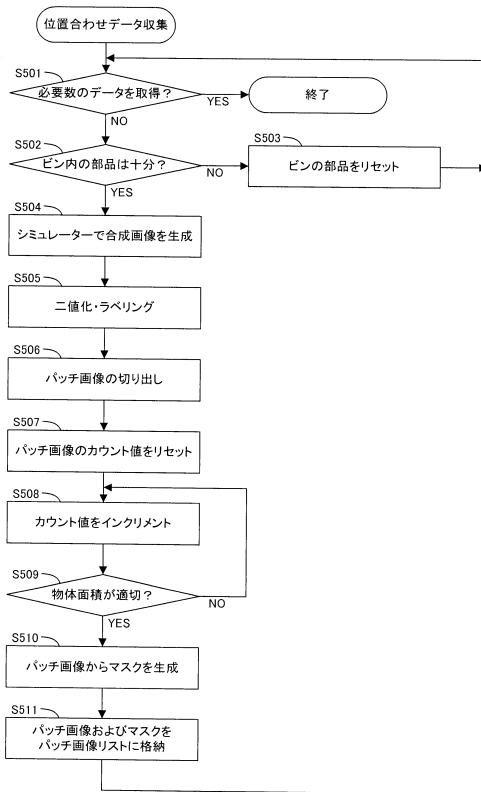 位置合わせデータ収集
S501
必要数のデータを取得？
YES
終了
NO
S502
ビン内の部品は十分？
NO
S503
ビンの部品をリセット
YES
S504
シミュレーターで合成画像を生成
S505
二値化・ラベリング
S506
パッチ画像の切り出し
S507
パッチ画像のカウント値をリセット
S508
カウント値をインクリメント
S509
物体面積が適切？
NO
YES
S510
パッチ画像からマスクを生成
S511
パッチ画像およびマスクを
パッチ画像リストに格納